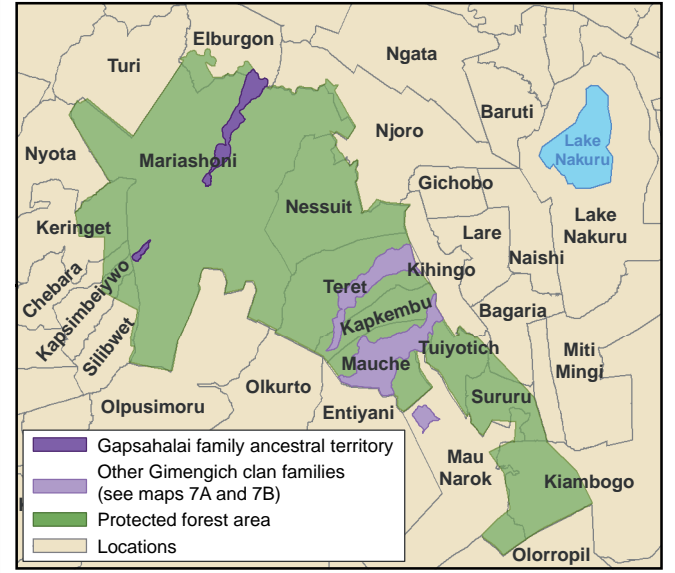 Elburgon
Turi
Ngata
Baruti
Njoro
Lake
Nakuru
Nyota
Mariashoni
Gichobo
Nessuit
Lake
Nakuru
Keringet
Lare
Naishi
Chebara
Kapsimbeiywo
Silibwet
Teret
Kihingo
Kapkembu
Bagaria
Mauche
Tuiyotich
Miti
Mingi
Olkurto
Sururu
Olpusimoru
Entiyani
Mau
Narok
Kiambogo
Olorropil
Gapsahalai family ancestral territory
Other Gimengich clan families
(see maps 7A and 7B)
Protected forest area
Locations